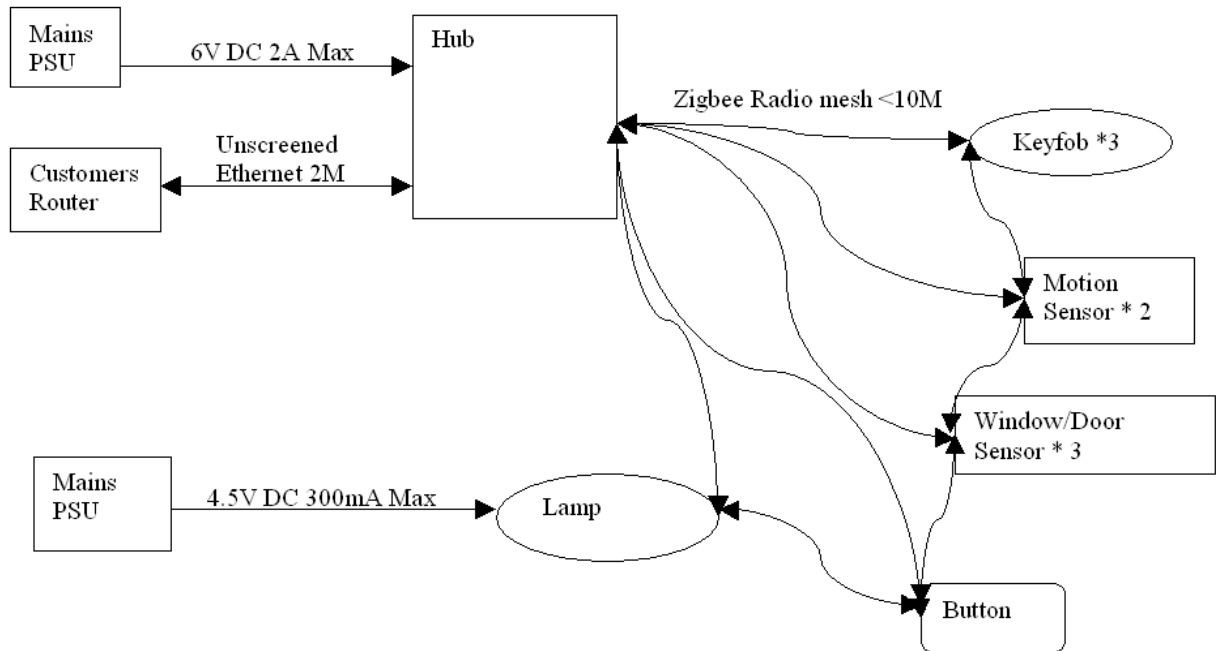 Mains
PSU
6V DC 2A Max
Hub
Zigbee Radio mesh <10M
Keyfob *3
Customers
Router
Unscreened
Ethernet 2M
Motion
Sensor * 2
Window/Door
Sensor * 3
Mains
PSU
4.5V DC 300mA Max
Lamp
Button